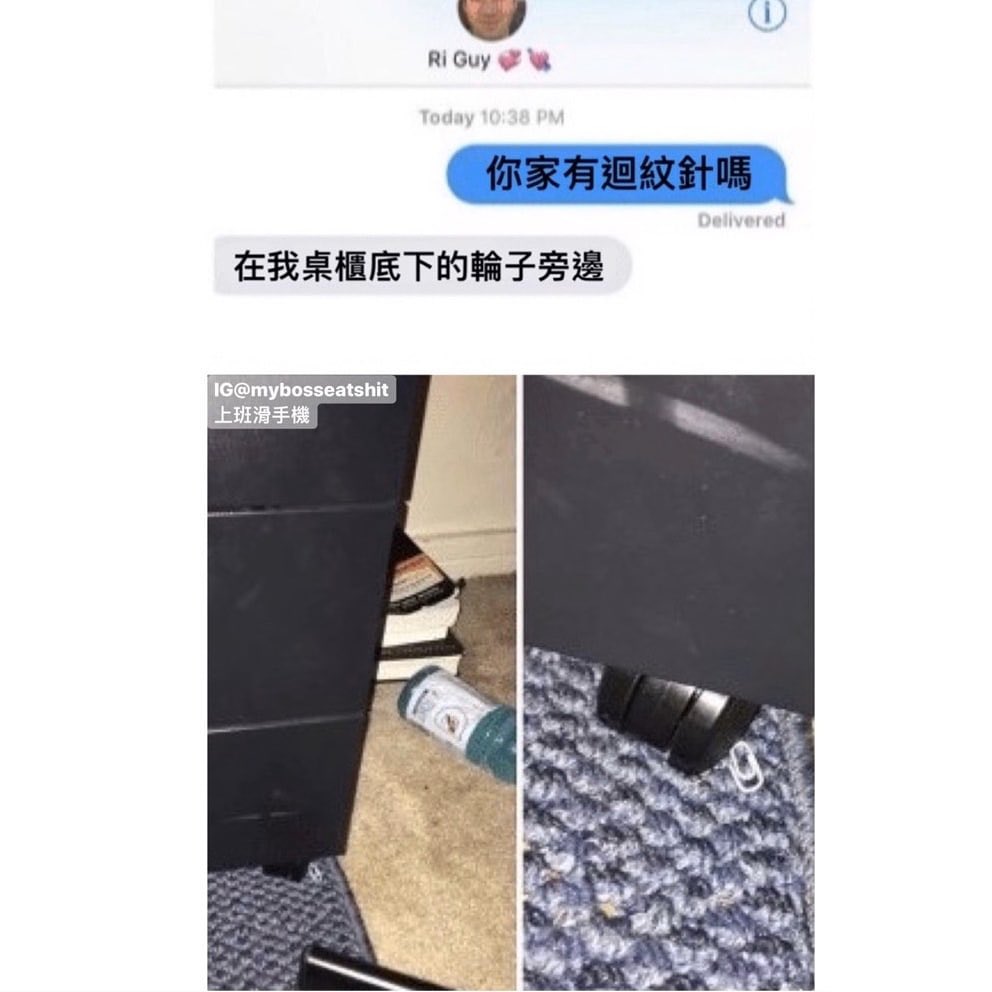 Ri Guy 💞 💘
Today 10:38 PM
你家有迴紋針嗎
Delivered
在我桌櫃底下的輪子旁邊
IG@mybosseatshit
上班滑手機